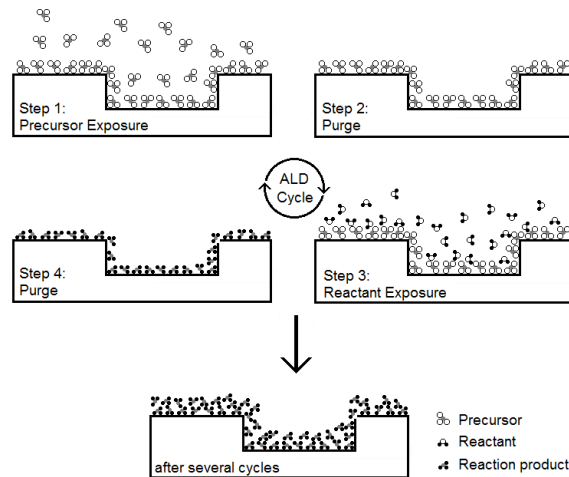 Step 1:
Precursor Exposure
Step 2:
Purge
ALD
Cycle
Step 4:
Purge
Step 3:
Reactant Exposure
after several cycles
Precursor
Reactant
Reaction product